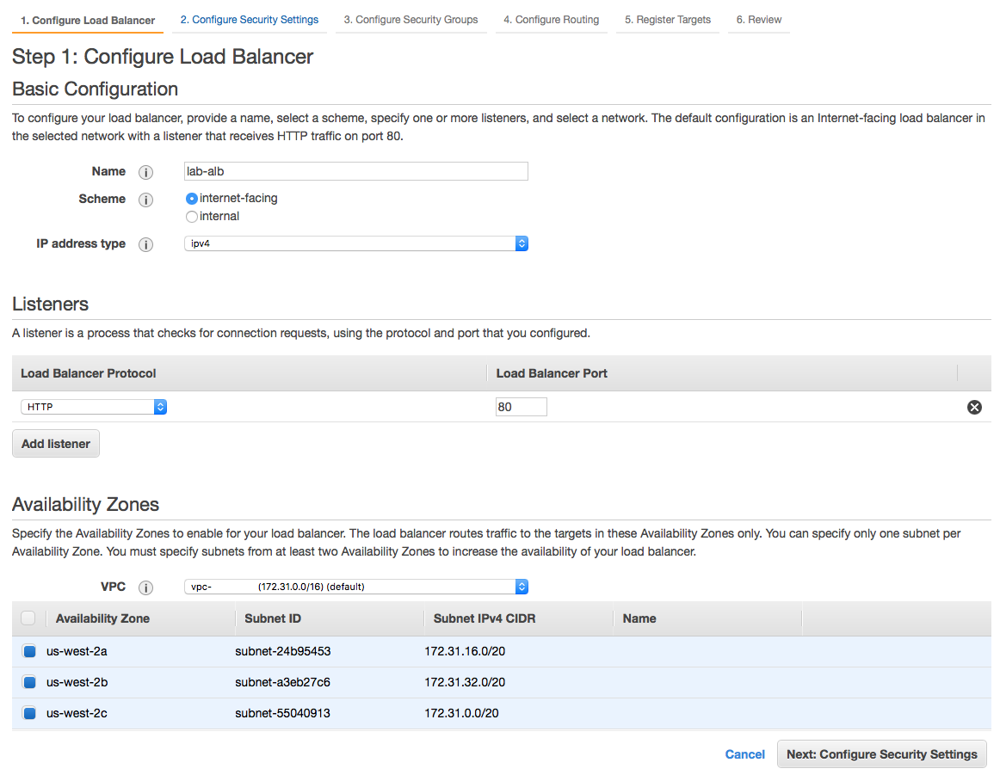 1. Configure Load Balancer 2. Configure Security Settings 3. Configure Security Groups 4. Configure Routing 5. Register Targets 6. Review
Step 1: Configure Load Balancer
Basic Configuration
To configure your load balancer, provide a name, select a scheme, specify one or more listeners, and select a network. The default configuration is an Internet-facing load balancer in
the selected network with a listener that receives HTTP traffic on port 80.
Name i lab-alb
Scheme i internet-facing
internal
IP address type i ipv4
Listeners
A listener is a process that checks for connection requests, using the protocol and port that you configured.
Load Balancer Protocol Load Balancer Port
HTTP 80
Add listener
Availability Zones
Specify the Availability Zones to enable for your load balancer. The load balancer routes traffic to the targets in these Availability Zones only. You can specify only one subnet per
Availability Zone. You must specify subnets from at least two Availability Zones to increase the availability of your load balancer.
VPC i vpc- (172.31.0.0/16) (default)
Availability Zone Subnet ID Subnet IPv4 CIDR Name
us-west-2a subnet-24b95453 172.31.16.0/20
us-west-2b subnet-a3eb27c6 172.31.32.0/20
us-west-2c subnet-55040913 172.31.0.0/20
Cancel Next: Configure Security Settings